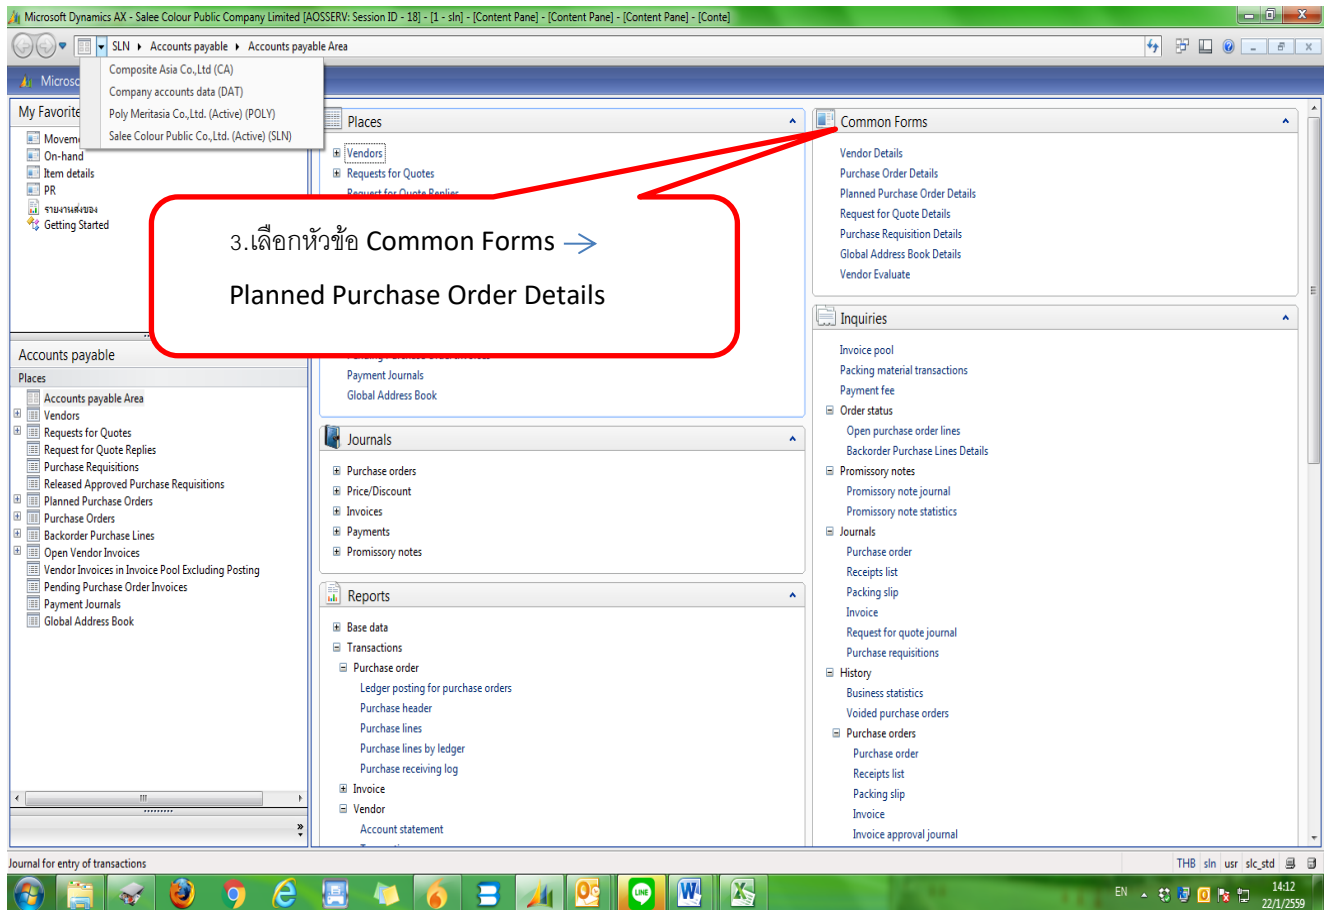 Microsoft Dynamics AX - Salee Colour Public Company Limited [AOSSERV: Session ID - 18] - [1 - sln] - [Content Pane] - [Content Pane] - [Content Pane] - [Conte]
SLN ▸ Accounts payable ▸ Accounts payable Area
Composite Asia Co.,Ltd (CA)
Company accounts data (DAT)
Poly Meritasia Co.,Ltd. (Active) (POLY)
Salee Colour Public Co.,Ltd. (Active) (SLN)
My Favorite
On-hand
Item details
PR
รายงานส่งของ
Getting Started
Accounts payable
Places
Accounts payable Area
Vendors
Requests for Quotes
Request for Quote Replies
Purchase Requisitions
Released Approved Purchase Requisitions
Planned Purchase Orders
Purchase Orders
Backorder Purchase Lines
Open Vendor Invoices
Vendor Invoices in Invoice Pool Excluding Posting
Pending Purchase Order Invoices
Payment Journals
Global Address Book
Places
Vendors
Requests for Quotes
Request for Quote Replies
3.เลือกหัวข้อ Common Forms →
Planned Purchase Order Details
Pending Purchase Order Invoices
Payment Journals
Global Address Book
Journals
Purchase orders
Price/Discount
Invoices
Payments
Promissory notes
Reports
Base data
Transactions
Purchase order
Ledger posting for purchase orders
Purchase header
Purchase lines
Purchase lines by ledger
Purchase receiving log
Invoice
Vendor
Account statement
Common Forms
Vendor Details
Purchase Order Details
Planned Purchase Order Details
Request for Quote Details
Purchase Requisition Details
Global Address Book Details
Vendor Evaluate
Inquiries
Invoice pool
Packing material transactions
Payment fee
Order status
Open purchase order lines
Backorder Purchase Lines Details
Promissory notes
Promissory note journal
Promissory note statistics
Journals
Purchase order
Receipts list
Packing slip
Invoice
Request for quote journal
Purchase requisitions
History
Business statistics
Voided purchase orders
Purchase orders
Purchase order
Receipts list
Packing slip
Invoice
Invoice approval journal
Journal for entry of transactions
THB sln usr slc_std
EN
14:12
22/1/2559